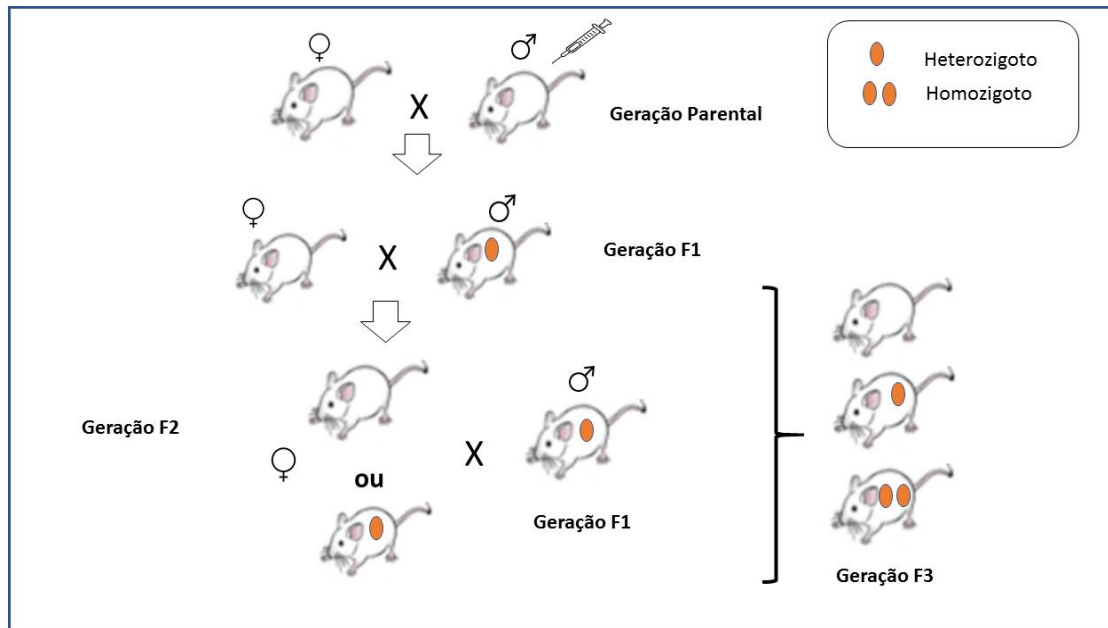 ♀
♂
Heterozigoto
Homozigoto
X
Geração Parental
♀
♂
X
Geração F1
♂
Geração F2
♀
X
ou
Geração F1
Geração F3